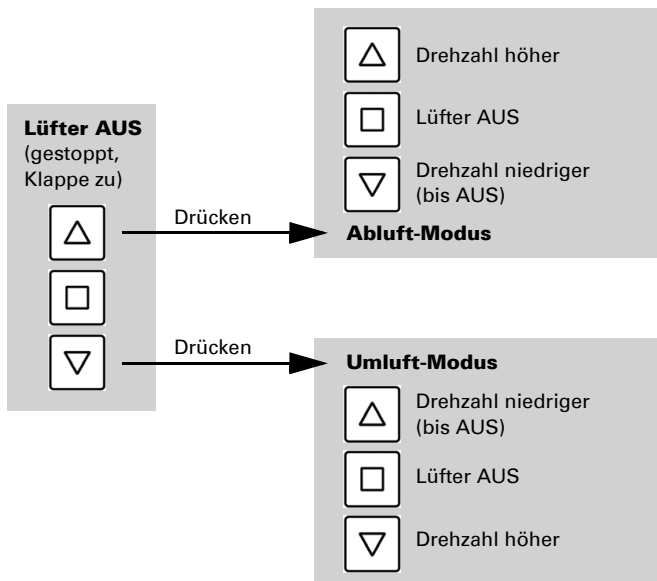 Lüfter AUS
(gestoppt,
Klappe zu)
Drücken
Drehzahl höher
Lüfter AUS
Drehzahl niedriger
(bis AUS)
Abluft-Modus
Drücken
Umluft-Modus
Drehzahl niedriger
(bis AUS)
Lüfter AUS
Drehzahl höher